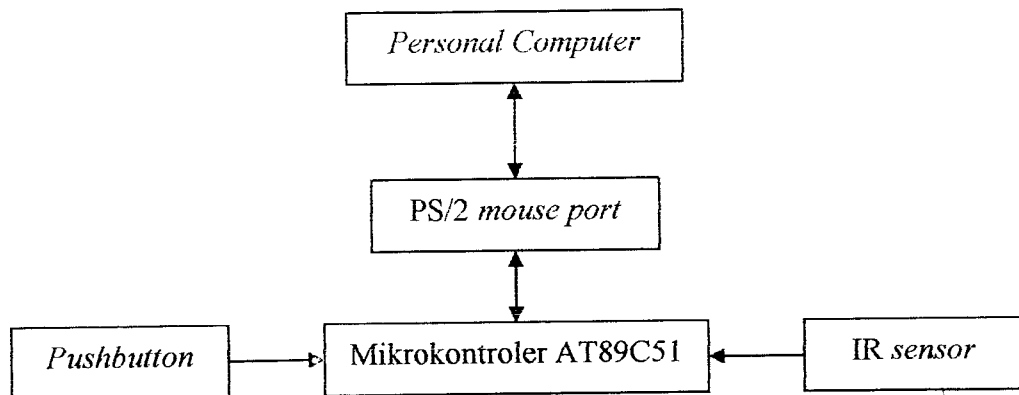 Personal Computer
PS/2 mouse port
Pushbutton
Mikrokontroler AT89C51
IR sensor